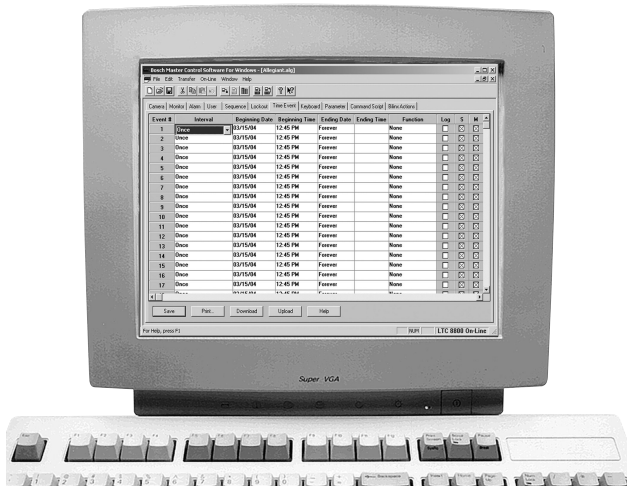 Bosch Master Control Software For Windows - [Allegiant.alg]
File Edit Transfer On-Line Window Help
Camera Monitor Alarm User Sequence Lockout Time Event Keyboard Parameter Command Script Bilinx Actions
Event # Interval Beginning Date Beginning Time Ending Date Ending Time Function Log S M
1 Once 03/15/04 12:45 PM Forever None
2 Once 03/15/04 12:45 PM Forever None
3 Once 03/15/04 12:45 PM Forever None
4 Once 03/15/04 12:45 PM Forever None
5 Once 03/15/04 12:45 PM Forever None
6 Once 03/15/04 12:45 PM Forever None
7 Once 03/15/04 12:45 PM Forever None
8 Once 03/15/04 12:45 PM Forever None
9 Once 03/15/04 12:45 PM Forever None
10 Once 03/15/04 12:45 PM Forever None
11 Once 03/15/04 12:45 PM Forever None
12 Once 03/15/04 12:45 PM Forever None
13 Once 03/15/04 12:45 PM Forever None
14 Once 03/15/04 12:45 PM Forever None
15 Once 03/15/04 12:45 PM Forever None
16 Once 03/15/04 12:45 PM Forever None
17 Once 03/15/04 12:45 PM Forever None
Save Print.. Download Upload Help
For Help, press F1 NUM LTC 8800 On-Line
Super VGA